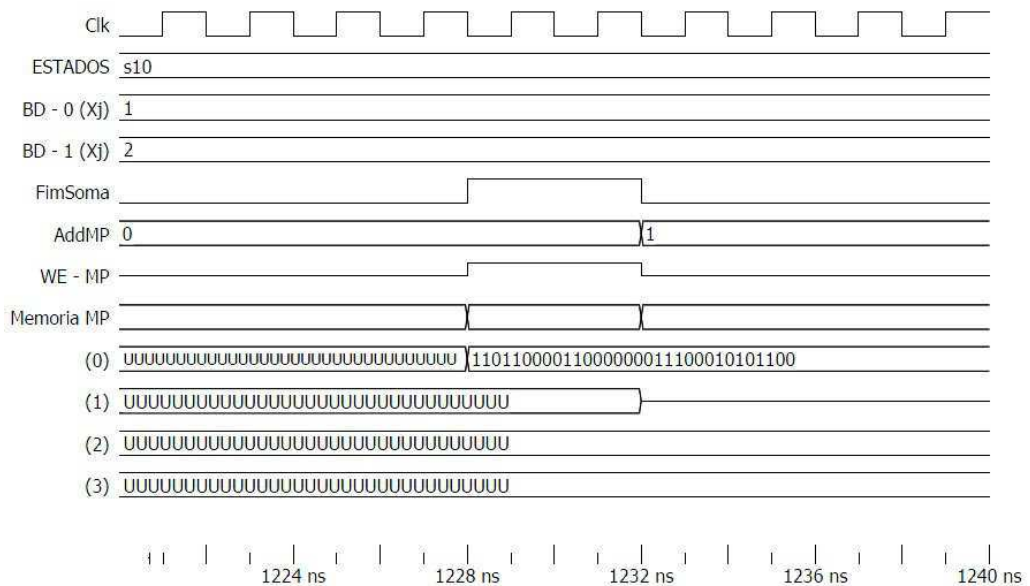 Clk
ESTADOS s10
BD - 0 (Xj) 1
BD - 1 (Xj) 2
FimSoma
AddMP 0 1
WE - MP
Memoria MP
(0) UUUUUUUUUUUUUUUUUUUUUUUUUUUUUUUU 11011000011000000011100010101100
(1) UUUUUUUUUUUUUUUUUUUUUUUUUUUUUUUU
(2) UUUUUUUUUUUUUUUUUUUUUUUUUUUUUUUU
(3) UUUUUUUUUUUUUUUUUUUUUUUUUUUUUUUU
1224 ns 1228 ns 1232 ns 1236 ns 1240 ns